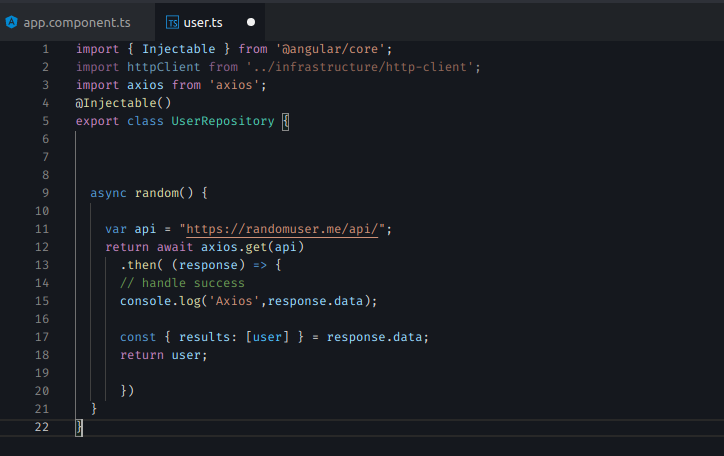 app.component.ts
TS user.ts
1 import { Injectable } from '@angular/core';
2 import httpClient from '../infrastructure/http-client';
3 import axios from 'axios';
4 @Injectable()
5 export class UserRepository {
6
7
8
9 async random() {
10
11 var api = "https://randomuser.me/api/";
12 return await axios.get(api)
13 .then( (response) => {
14 // handle success
15 console.log('Axios',response.data);
16
17 const { results: [user] } = response.data;
18 return user;
19
20 })
21 }
22 }